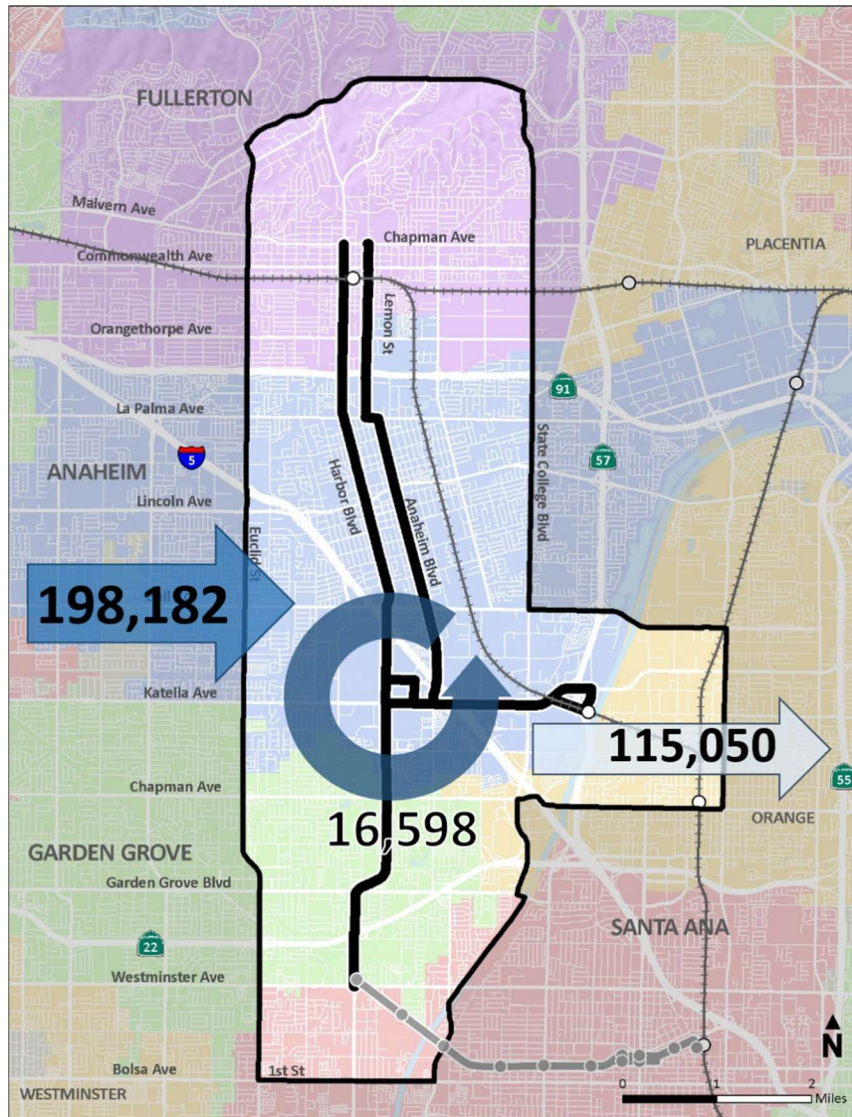 FULLERTON
Malvern Ave
Chapman Ave
Commonwealth Ave
PLACENTIA
Orangethorpe Ave
Lemon St
91
La Palma Ave
State College Blvd
57
5
ANAHEIM
Harbor Blvd
Lincoln Ave
Anaheim Blvd
Euclid St
198,182
Katella Ave
115,050
55
Chapman Ave
16,598
ORANGE
GARDEN GROVE
Garden Grove Blvd
SANTA ANA
22
Westminster Ave
N
Bolsa Ave
1st St
WESTMINSTER
0 1 2
Miles